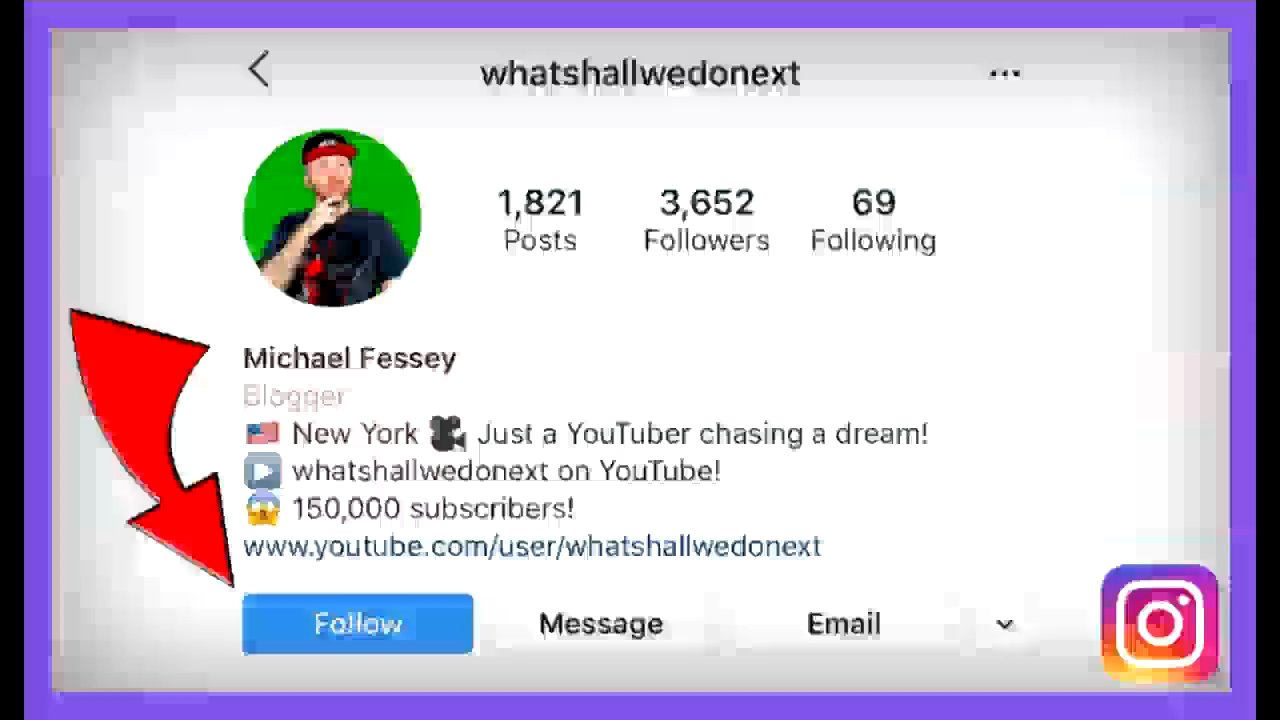 whatshallwedonext
1,821 3,652 69
Posts Followers Following
Michael Fessey
Blogger
New York Just a YouTuber chasing a dream!
whatshallwedonext on YouTube!
150,000 subscribers!
www.youtube.com/user/whatshallwedonext
Follow Message Email